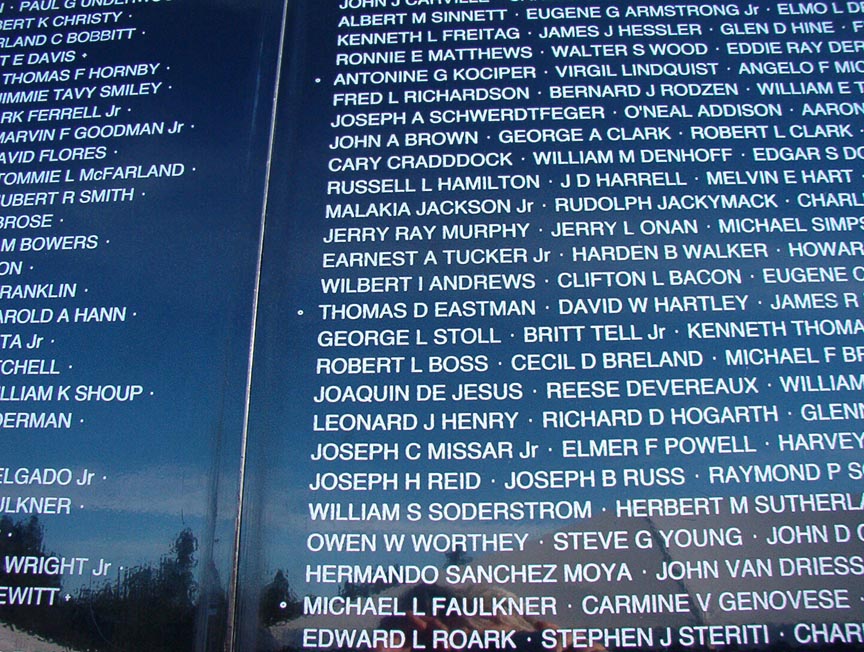 PAUL G
BERT K CHRISTY ·
RLAND C BOBBITT
T E DAVIS +
THOMAS F HORNBY ·
JIMMIE TAVY SMILEY ·
ARK FERRELL Jr ·
MARVIN F GOODMAN Jr ·
AVID FLORES ·
TOMMIE L McFARLAND ·
HUBERT R SMITH ·
BROSE ·
M BOWERS ·
ON ·
RANKLIN ·
AROLD A HANN ·
TA Jr ·
TCHELL ·
ILLIAM K SHOUP ·
DERMAN ·
ELGADO Jr ·
ULKNER ·
WRIGHT Jr ·
EWITT +
JOHN J CARVILLE ·
ALBERT M SINNETT · EUGENE G ARMSTRONG Jr · ELMO L DE
KENNETH L FREITAG · JAMES J HESSLER · GLEN D HINE · F
RONNIE E MATTHEWS · WALTER S WOOD · EDDIE RAY DER
ANTONINE G KOCIPER · VIRGIL LINDQUIST · ANGELO F MIC
FRED L RICHARDSON · BERNARD J RODZEN · WILLIAM E T
JOSEPH A SCHWERDTFEGER · O'NEAL ADDISON · AARON
JOHN A BROWN · GEORGE A CLARK · ROBERT L CLARK ·
CARY CRADDDOCK · WILLIAM M DENHOFF · EDGAR S DO
RUSSELL L HAMILTON · J D HARRELL · MELVIN E HART ·
MALAKIA JACKSON Jr · RUDOLPH JACKYMACK · CHARL
JERRY RAY MURPHY · JERRY L ONAN · MICHAEL SIMPS
EARNEST A TUCKER Jr · HARDEN B WALKER · HOWAR
WILBERT I ANDREWS · CLIFTON L BACON · EUGENE C
THOMAS D EASTMAN · DAVID W HARTLEY · JAMES R
GEORGE L STOLL · BRITT TELL Jr · KENNETH THOMA
ROBERT L BOSS · CECIL D BRELAND · MICHAEL F BR
JOAQUIN DE JESUS · REESE DEVEREAUX · WILLIAM
LEONARD J HENRY · RICHARD D HOGARTH · GLENN
JOSEPH C MISSAR Jr · ELMER F POWELL · HARVEY
JOSEPH H REID · JOSEPH B RUSS · RAYMOND P S
WILLIAM S SODERSTROM · HERBERT M SUTHERLA
OWEN W WORTHEY · STEVE G YOUNG · JOHN D
HERMANDO SANCHEZ MOYA · JOHN VAN DRIESS
MICHAEL L FAULKNER · CARMINE V GENOVESE ·
EDWARD L ROARK · STEPHEN J STERITI · CHAR